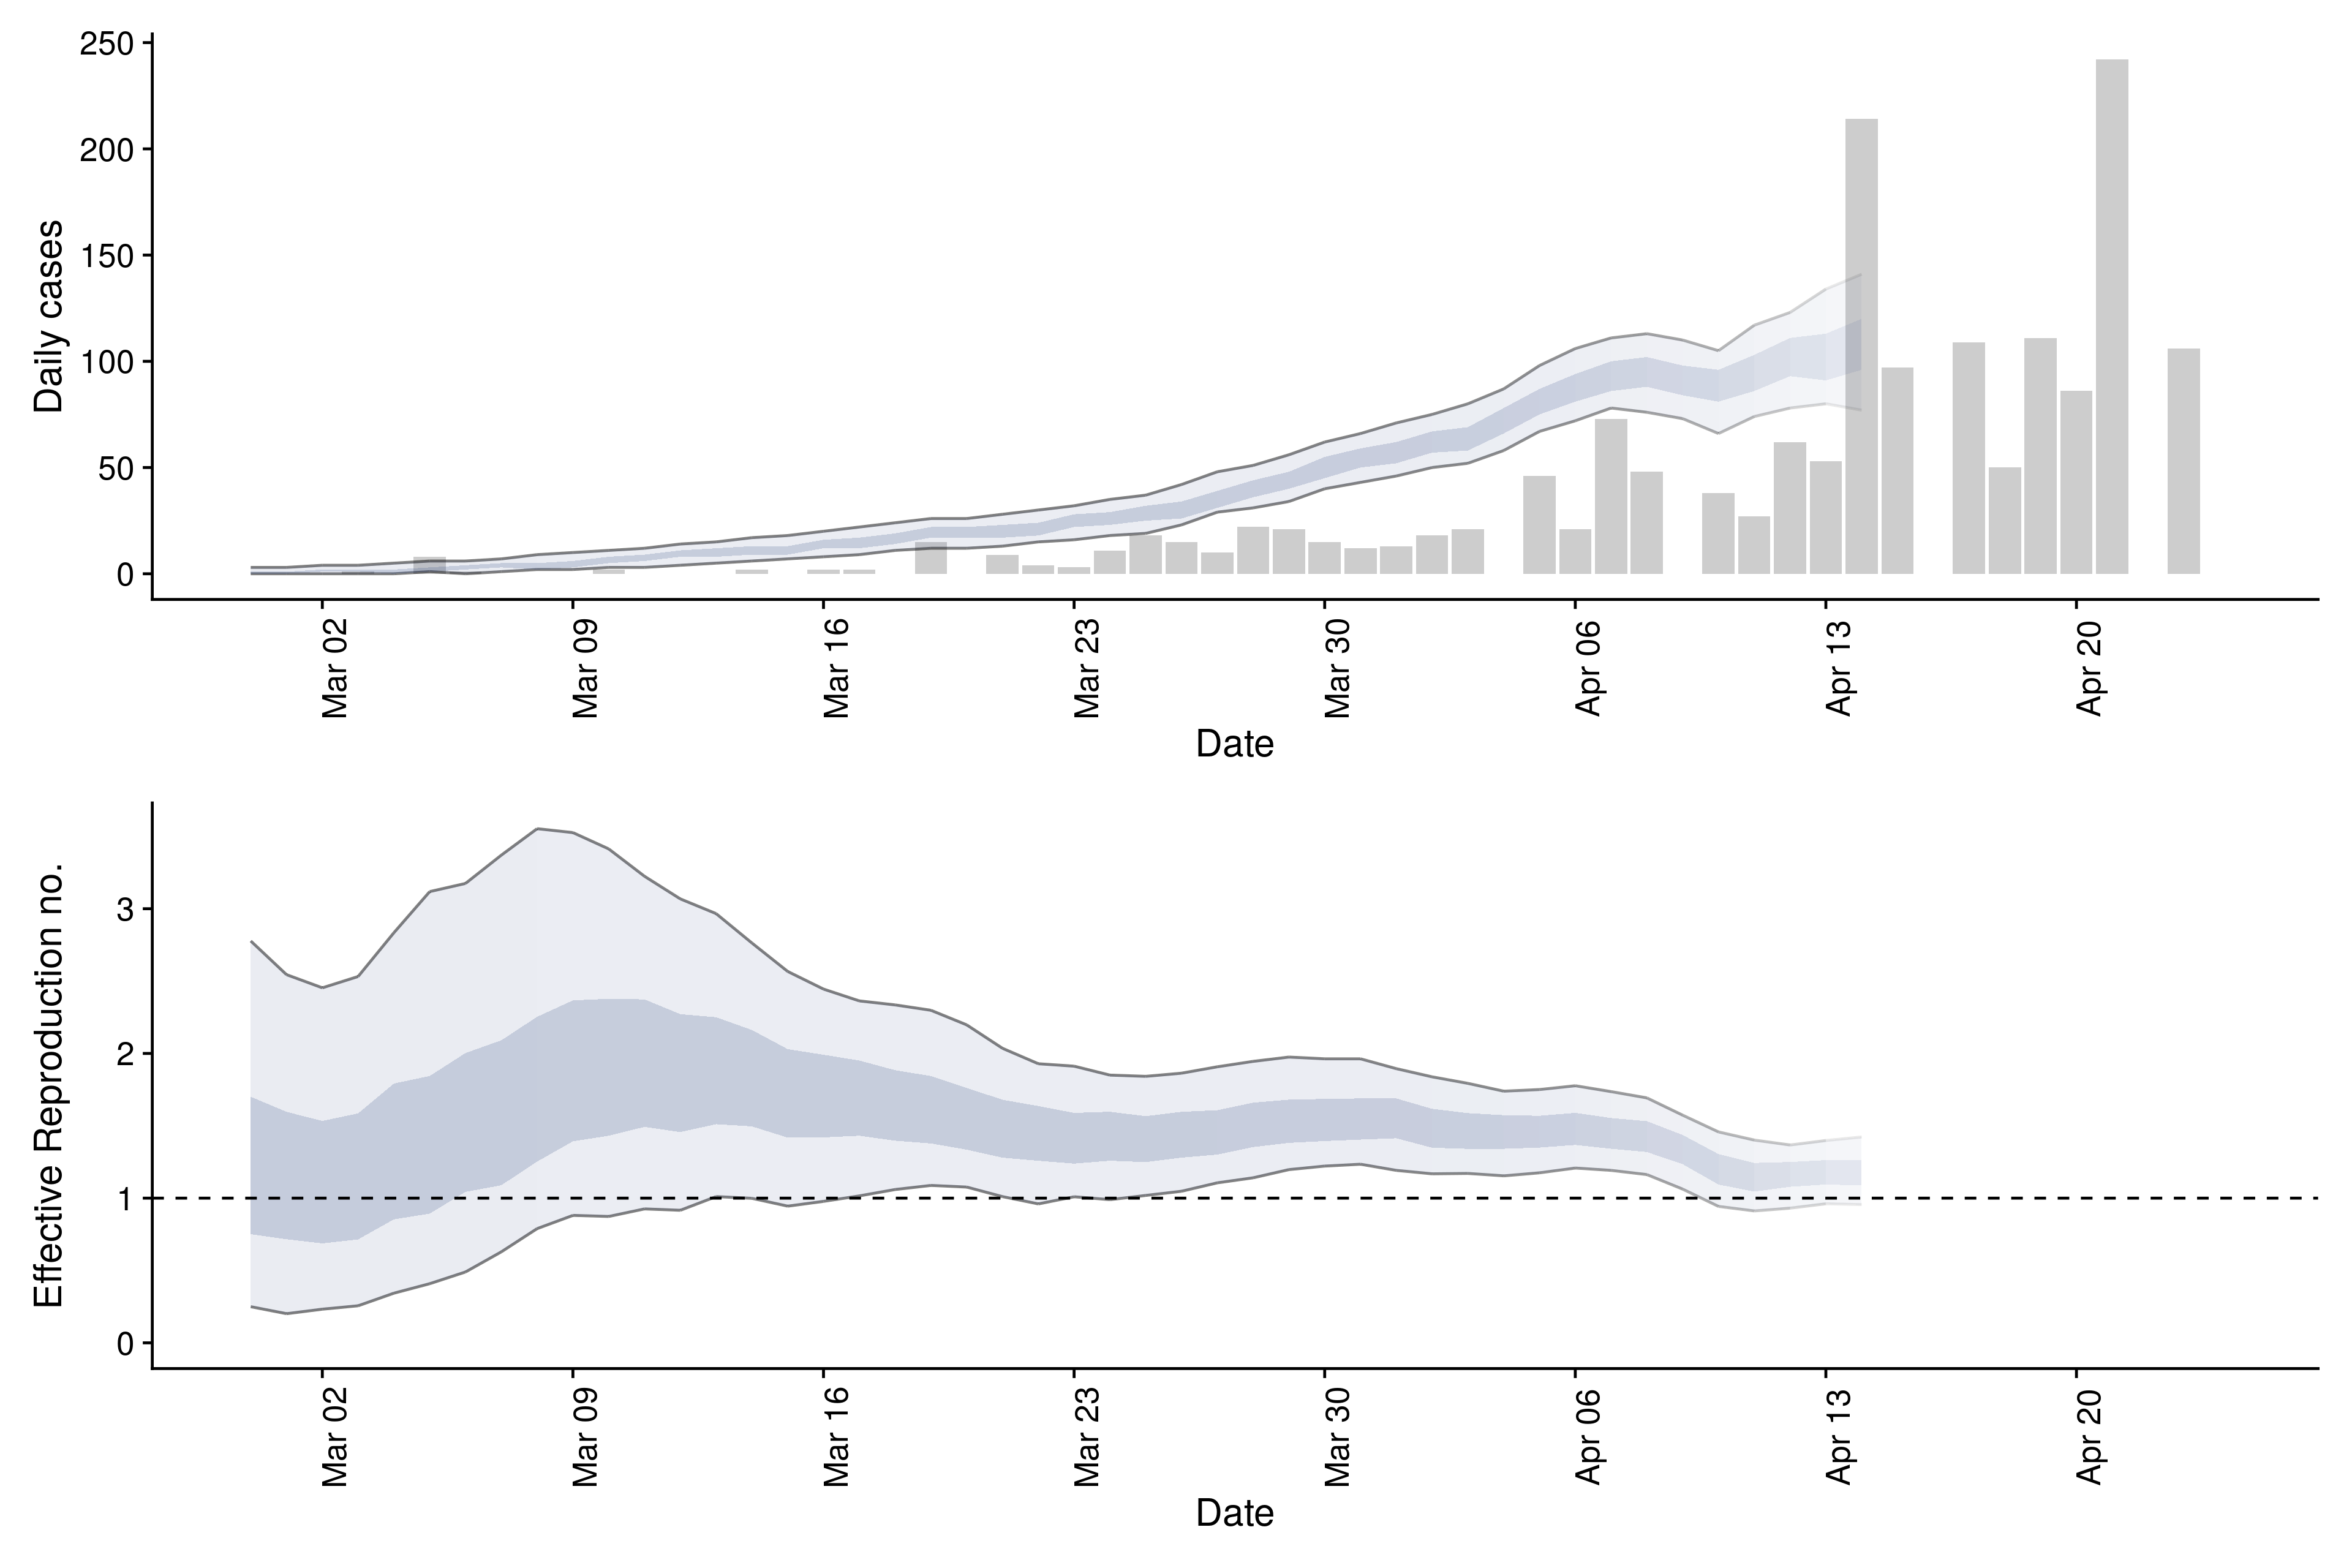 Daily cases
250
200
150
100
50
0
Mar 02
Mar 09
Mar 16
Mar 23
Mar 30
Apr 06
Apr 13
Apr 20
Date
Effective Reproduction no.
3
2
1
0
Mar 02
Mar 09
Mar 16
Mar 23
Mar 30
Apr 06
Apr 13
Apr 20
Date